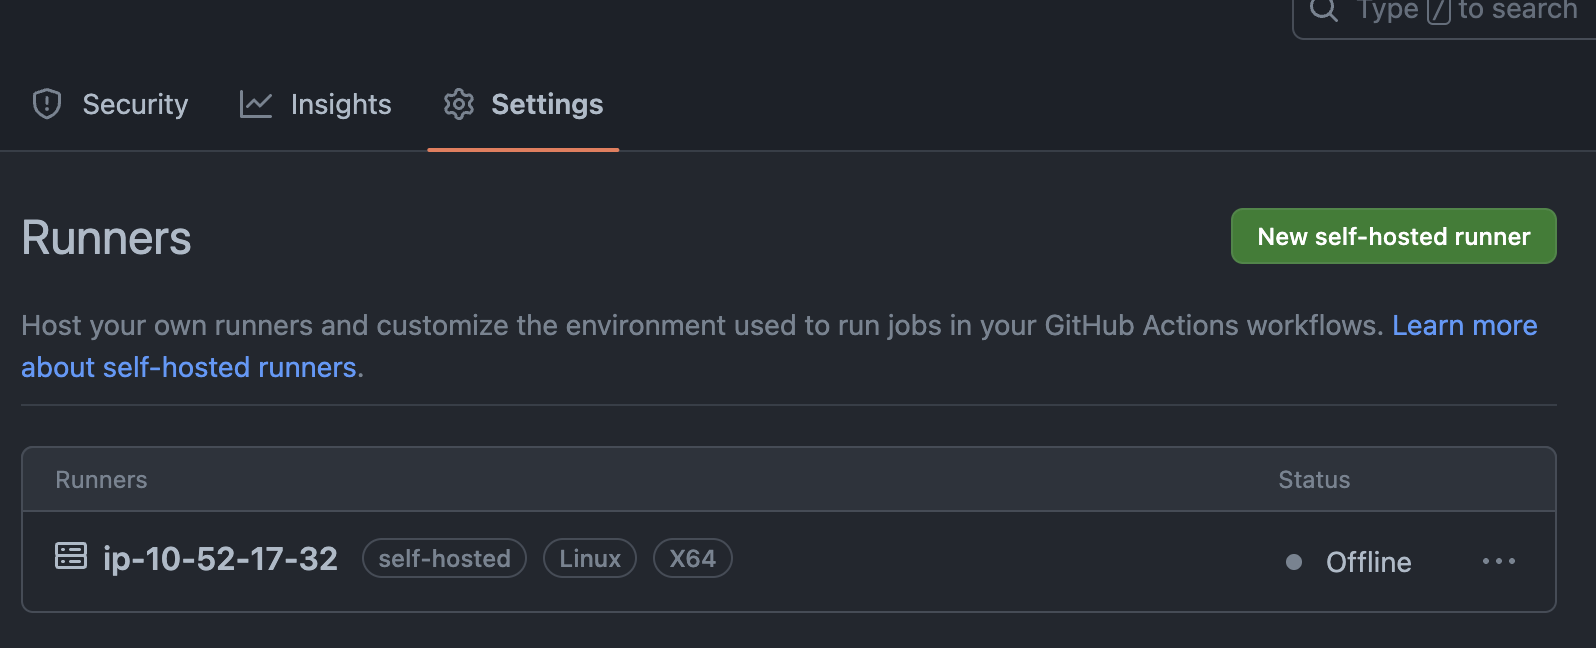 Type / to search
Security Insights Settings
Runners
New self-hosted runner
Host your own runners and customize the environment used to run jobs in your GitHub Actions workflows. Learn more
about self-hosted runners.
Runners Status
ip-10-52-17-32 self-hosted Linux X64 Offline ...